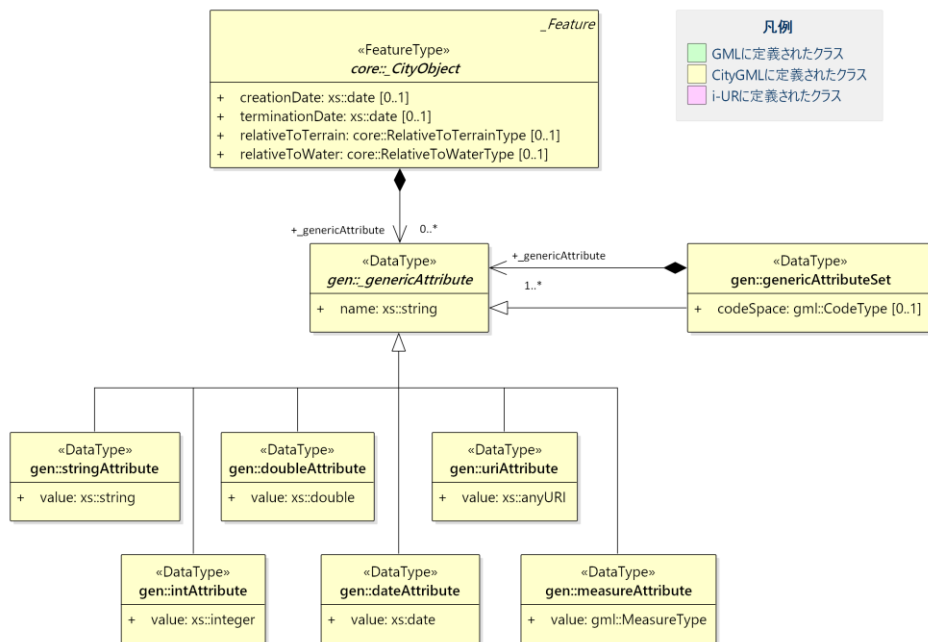 _Feature
«FeatureType»
core::_CityObject
+ creationDate: xs::date [0..1]
+ terminationDate: xs::date [0..1]
+ relativeToTerrain: core::RelativeToTerrainType [0..1]
+ relativeToWater: core::RelativeToWaterType [0..1]
凡例
GMLに定義されたクラス
CityGMLに定義されたクラス
i-URに定義されたクラス
+_genericAttribute 0..*
«DataType»
gen::_genericAttribute
+ name: xs::string
+_genericAttribute
1..*
«DataType»
gen::genericAttributeSet
+ codeSpace: gml::CodeType [0..1]
«DataType»
gen::stringAttribute
+ value: xs::string
«DataType»
gen::doubleAttribute
+ value: xs::double
«DataType»
gen::uriAttribute
+ value: xs::anyURI
«DataType»
gen::intAttribute
+ value: xs::integer
«DataType»
gen::dateAttribute
+ value: xs:date
«DataType»
gen::measureAttribute
+ value: gml::MeasureType